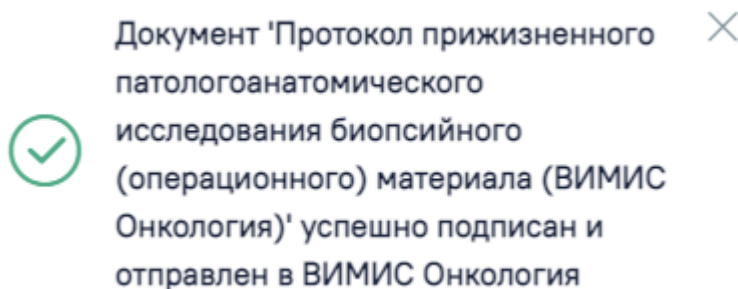 Документ 'Протокол прижизненного
патологоанатомического
исследования биопсийного
(операционного) материала (ВИМИС
Онкология)' успешно подписан и
отправлен в ВИМИС Онкология